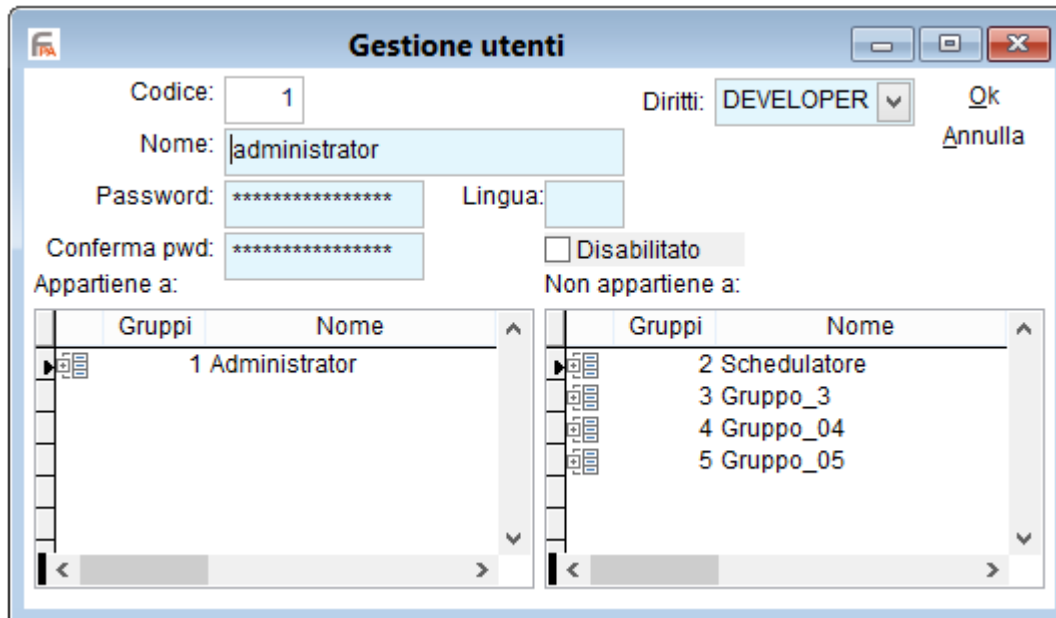 FPA
Gestione utenti
Codice: 1 Diritti: DEVELOPER Ok
Nome: administrator Annulla
Password: **************** Lingua:
Conferma pwd: **************** Disabilitato
Appartiene a: Non appartiene a:
Gruppi Nome Gruppi Nome
1 Administrator 2 Schedulatore
3 Gruppo_3
4 Gruppo_04
5 Gruppo_05